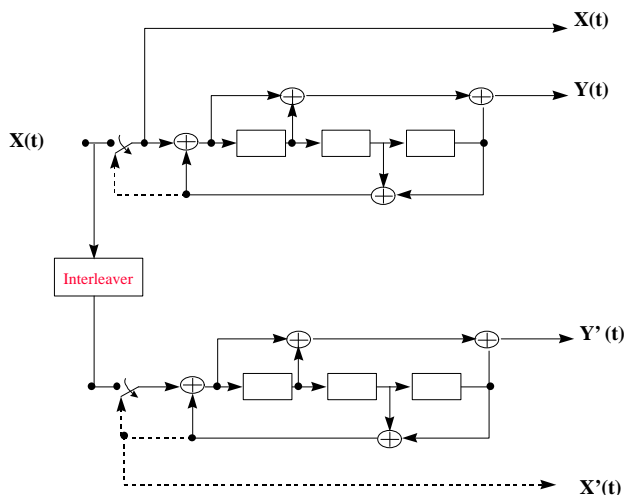 X(t)
Y(t)
X(t)
Interleaver
Y' (t)
X'(t)